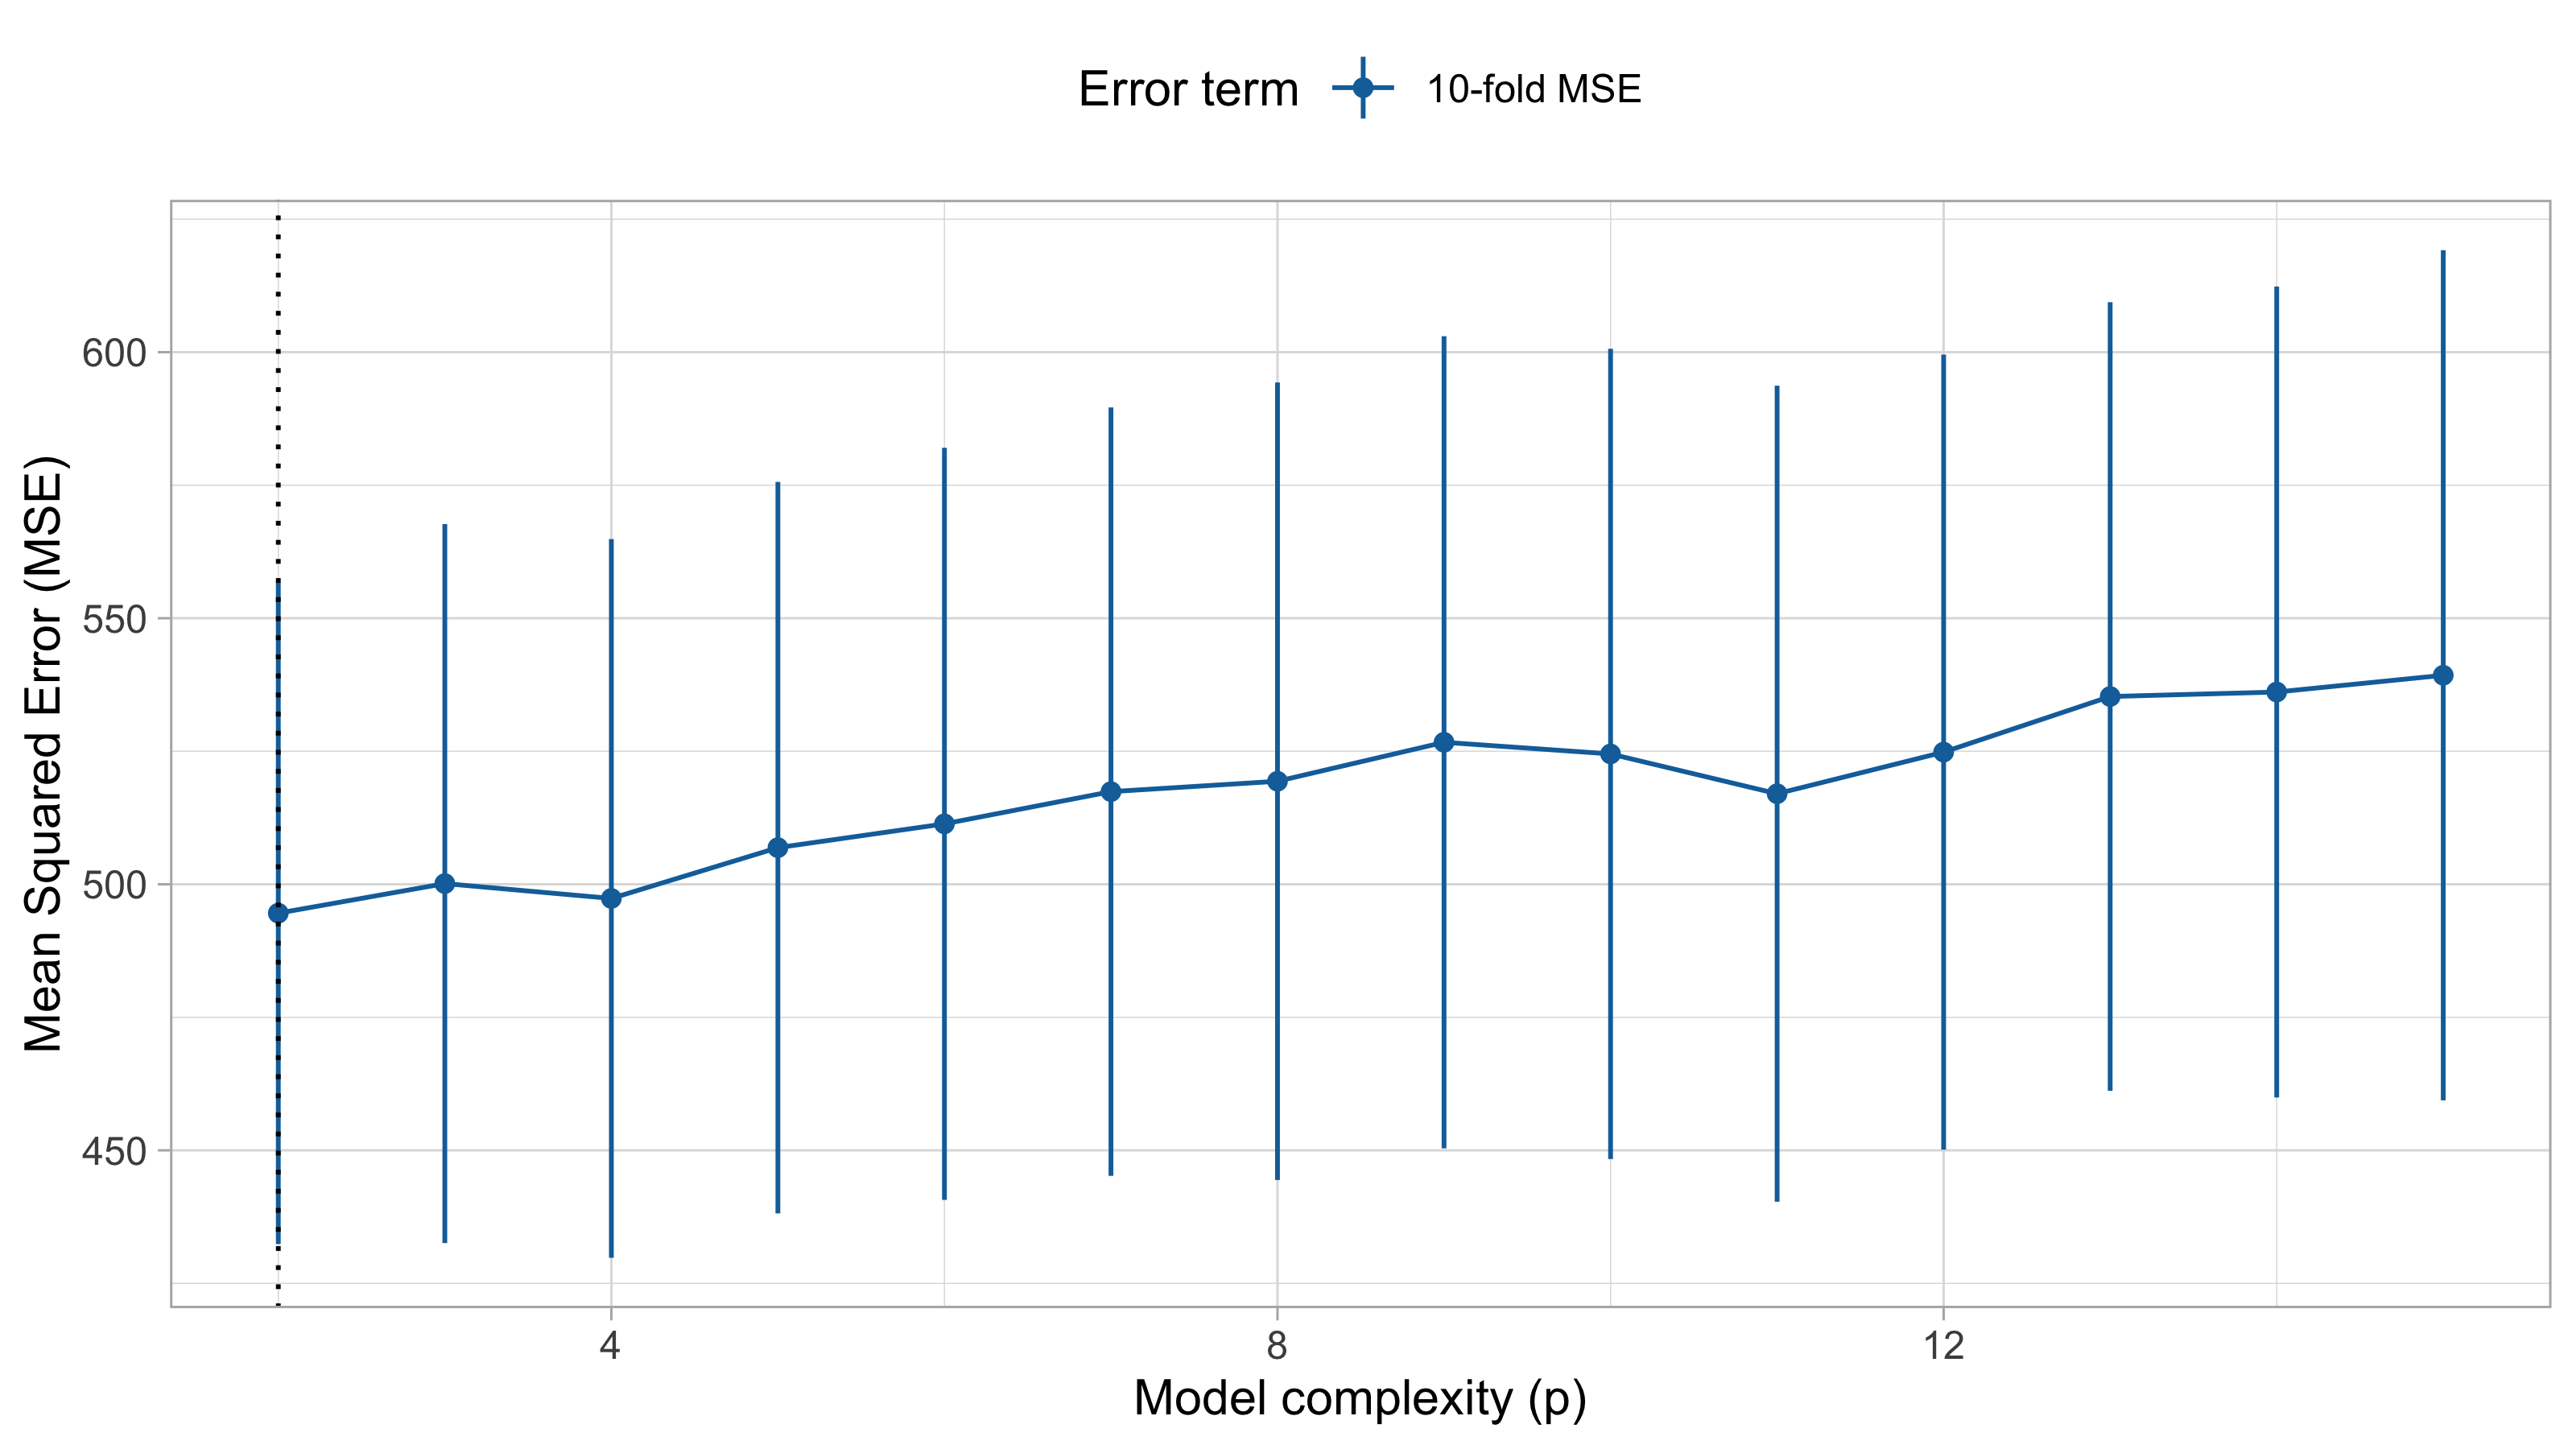 Error term 10-fold MSE
Mean Squared Error (MSE)
600
550
500
450
4 8 12
Model complexity (p)